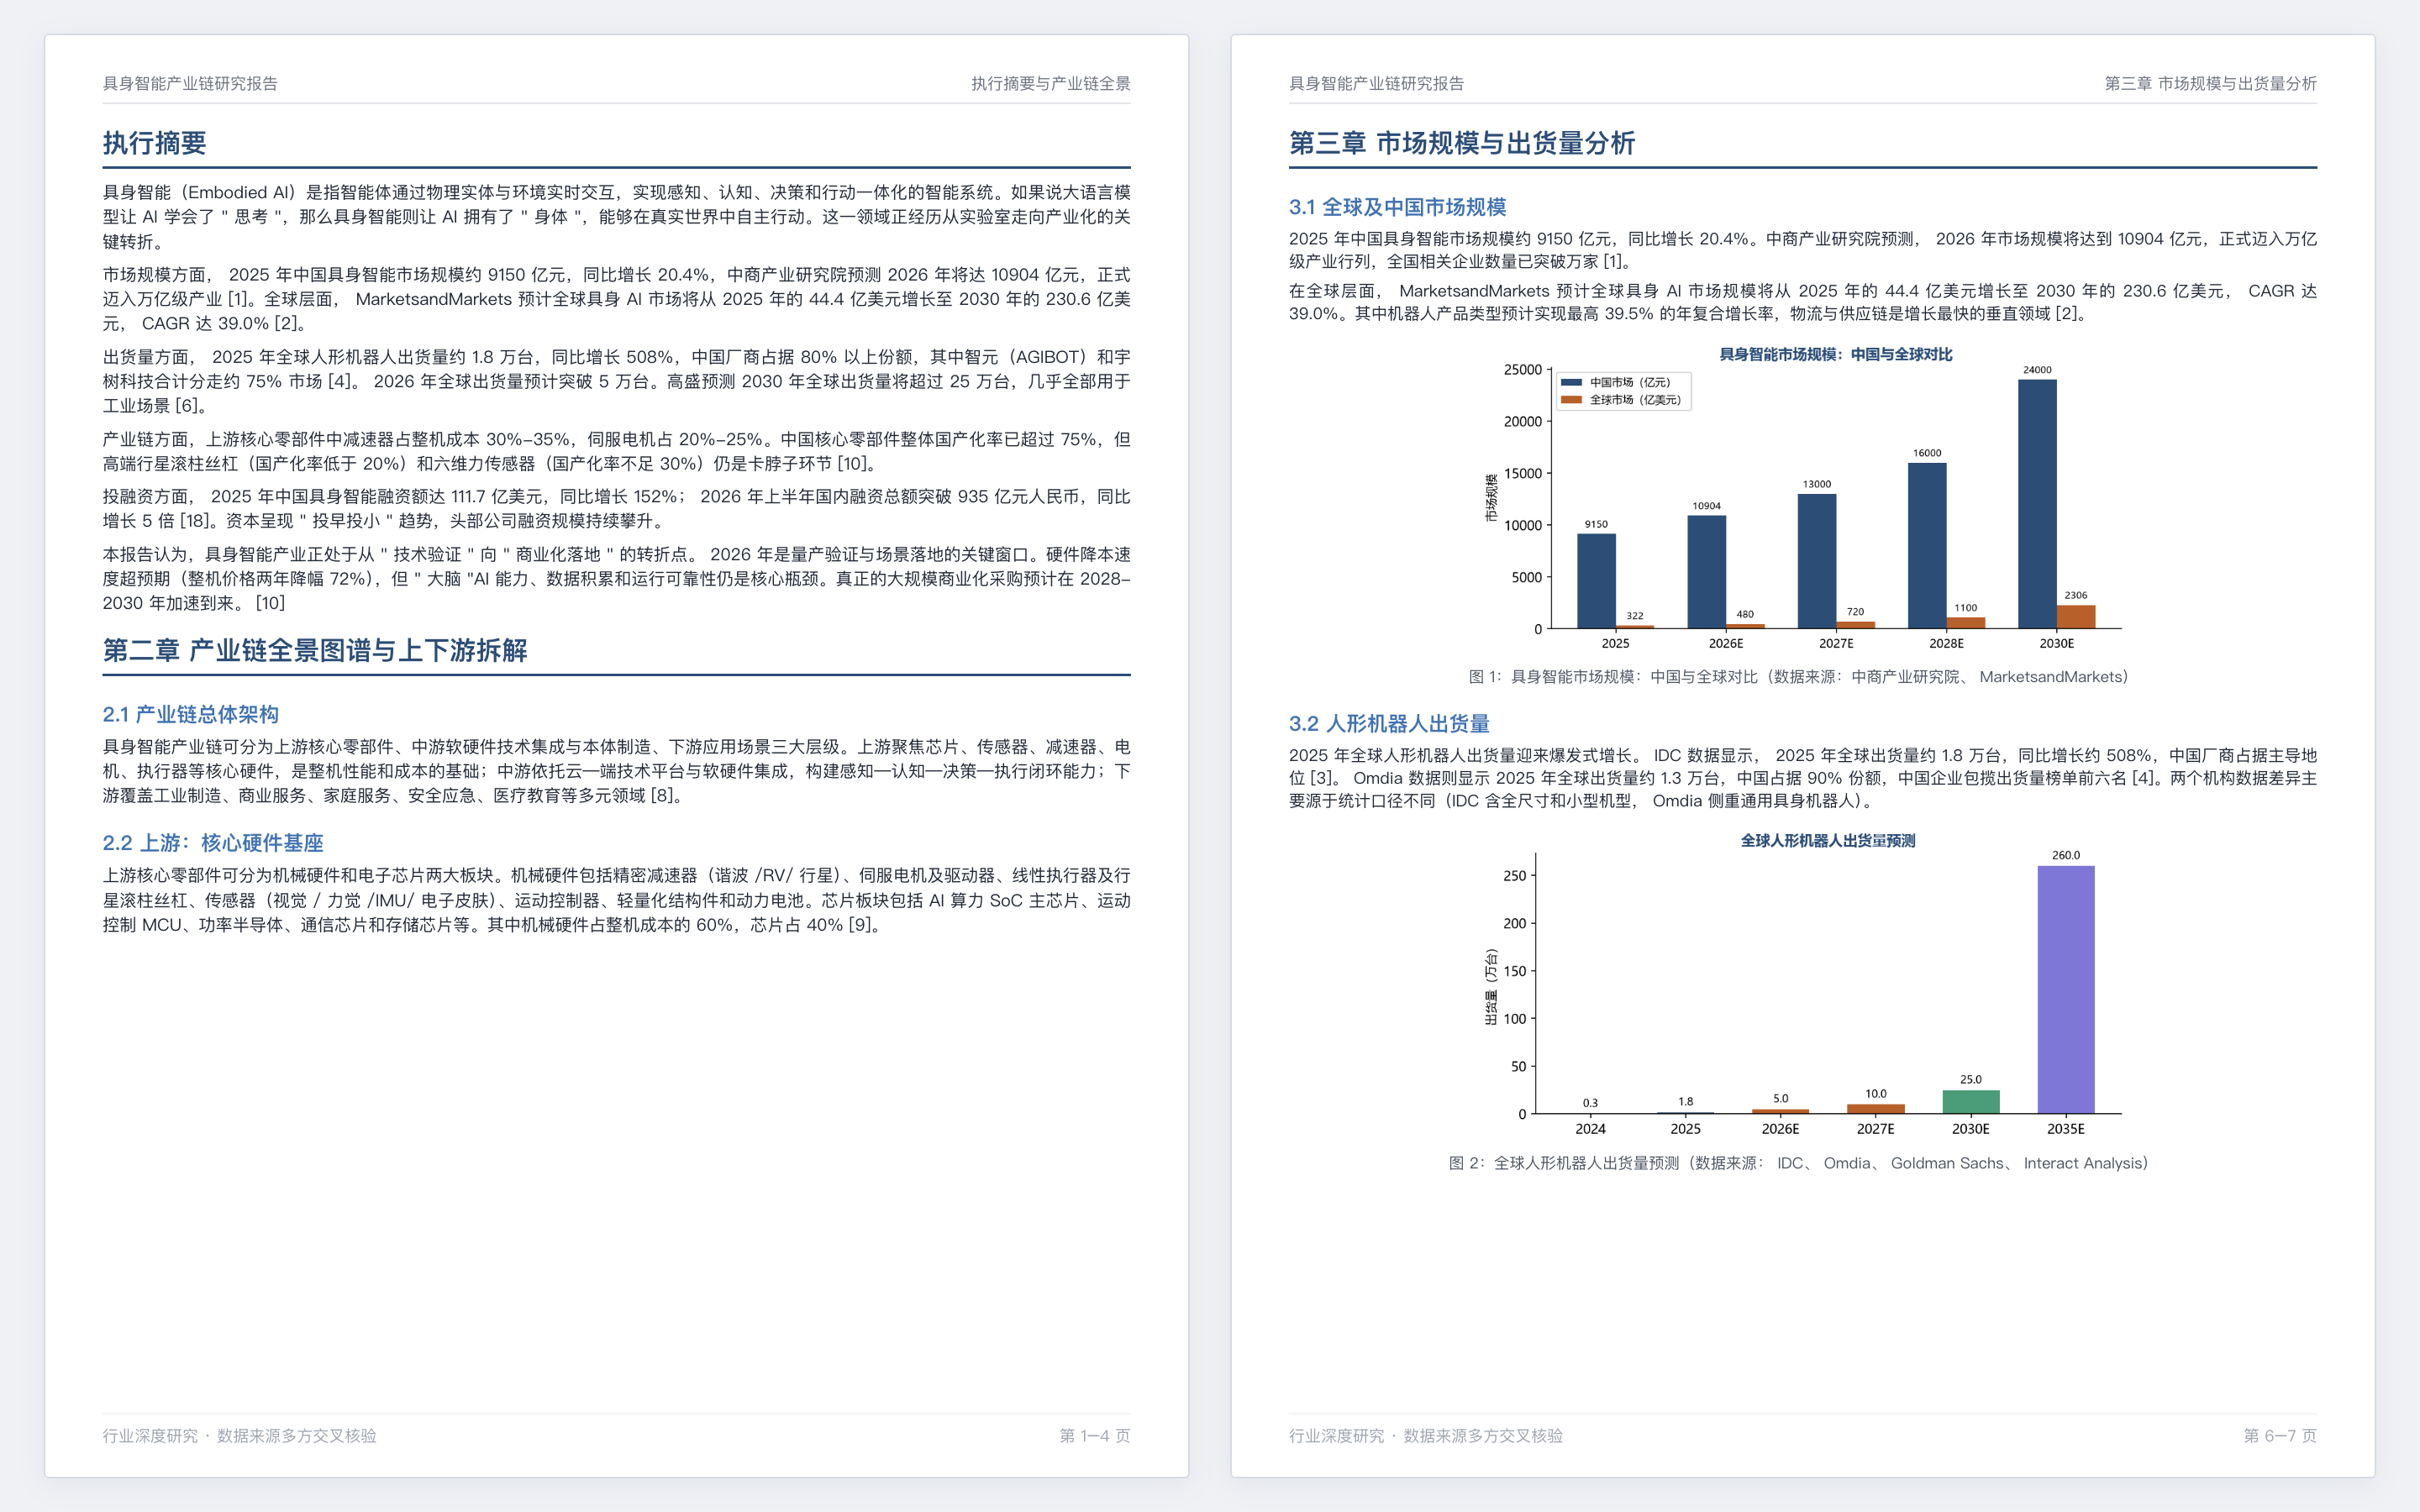 具身智能产业链研究报告
执行摘要与产业链全景
执行摘要
具身智能（Embodied AI）是指智能体通过物理实体与环境实时交互，实现感知、认知、决策和行动一体化的智能系统。如果说大语言模
型让 AI 学会了 " 思考 "，那么具身智能则让 AI 拥有了 " 身体 "，能够在真实世界中自主行动。这一领域正经历从实验室走向产业化的关
键转折。
市场规模方面， 2025 年中国具身智能市场规模约 9150 亿元，同比增长 20.4%，中商产业研究院预测 2026 年将达 10904 亿元，正式
迈入万亿级产业 [1]。全球层面， MarketsandMarkets 预计全球具身 AI 市场将从 2025 年的 44.4 亿美元增长至 2030 年的 230.6 亿美
元， CAGR 达 39.0% [2]。
出货量方面， 2025 年全球人形机器人出货量约 1.8 万台，同比增长 508%，中国厂商占据 80% 以上份额，其中智元（AGIBOT）和宇
树科技合计分走约 75% 市场 [4]。 2026 年全球出货量预计突破 5 万台。高盛预测 2030 年全球出货量将超过 25 万台，几乎全部用于
工业场景 [6]。
产业链方面，上游核心零部件中减速器占整机成本 30%–35%，伺服电机占 20%–25%。中国核心零部件整体国产化率已超过 75%，但
高端行星滚柱丝杠（国产化率低于 20%）和六维力传感器（国产化率不足 30%）仍是卡脖子环节 [10]。
投融资方面， 2025 年中国具身智能融资额达 111.7 亿美元，同比增长 152%； 2026 年上半年国内融资总额突破 935 亿元人民币，同比
增长 5 倍 [18]。资本呈现 " 投早投小 " 趋势，头部公司融资规模持续攀升。
本报告认为，具身智能产业正处于从 " 技术验证 " 向 " 商业化落地 " 的转折点。 2026 年是量产验证与场景落地的关键窗口。硬件降本速
度超预期（整机价格两年降幅 72%），但 " 大脑 "AI 能力、数据积累和运行可靠性仍是核心瓶颈。真正的大规模商业化采购预计在 2028–
2030 年加速到来。 [10]
第二章 产业链全景图谱与上下游拆解
2.1 产业链总体架构
具身智能产业链可分为上游核心零部件、中游软硬件技术集成与本体制造、下游应用场景三大层级。上游聚焦芯片、传感器、减速器、电
机、执行器等核心硬件，是整机性能和成本的基础；中游依托云—端技术平台与软硬件集成，构建感知—认知—决策—执行闭环能力；下
游覆盖工业制造、商业服务、家庭服务、安全应急、医疗教育等多元领域 [8]。
2.2 上游：核心硬件基座
上游核心零部件可分为机械硬件和电子芯片两大板块。机械硬件包括精密减速器（谐波 /RV/ 行星）、伺服电机及驱动器、线性执行器及行
星滚柱丝杠、传感器（视觉 / 力觉 /IMU/ 电子皮肤）、运动控制器、轻量化结构件和动力电池。芯片板块包括 AI 算力 SoC 主芯片、运动
控制 MCU、功率半导体、通信芯片和存储芯片等。其中机械硬件占整机成本的 60%，芯片占 40% [9]。
行业深度研究 · 数据来源多方交叉核验
第 1—4 页
具身智能产业链研究报告
第三章 市场规模与出货量分析
第三章 市场规模与出货量分析
3.1 全球及中国市场规模
2025 年中国具身智能市场规模约 9150 亿元，同比增长 20.4%。中商产业研究院预测， 2026 年市场规模将达到 10904 亿元，正式迈入万亿
级产业行列，全国相关企业数量已突破万家 [1]。
在全球层面， MarketsandMarkets 预计全球具身 AI 市场规模将从 2025 年的 44.4 亿美元增长至 2030 年的 230.6 亿美元， CAGR 达
39.0%。其中机器人产品类型预计实现最高 39.5% 的年复合增长率，物流与供应链是增长最快的垂直领域 [2]。
具身智能市场规模：中国与全球对比
中国市场（亿元）
全球市场（亿美元）
市场规模
25000
20000
15000
10000
5000
0
9150
322
10904
480
13000
720
16000
1100
24000
2306
2025
2026E
2027E
2028E
2030E
图 1：具身智能市场规模：中国与全球对比（数据来源：中商产业研究院、 MarketsandMarkets）
3.2 人形机器人出货量
2025 年全球人形机器人出货量迎来爆发式增长。 IDC 数据显示， 2025 年全球出货量约 1.8 万台，同比增长约 508%，中国厂商占据主导地
位 [3]。 Omdia 数据则显示 2025 年全球出货量约 1.3 万台，中国占据 90% 份额，中国企业包揽出货量榜单前六名 [4]。两个机构数据差异主
要源于统计口径不同（IDC 含全尺寸和小型机型， Omdia 侧重通用具身机器人）。
全球人形机器人出货量预测
出货量（万台）
250
200
150
100
50
0
0.3
1.8
5.0
10.0
25.0
260.0
2024
2025
2026E
2027E
2030E
2035E
图 2：全球人形机器人出货量预测（数据来源： IDC、 Omdia、 Goldman Sachs、 Interact Analysis）
行业深度研究 · 数据来源多方交叉核验
第 6—7 页